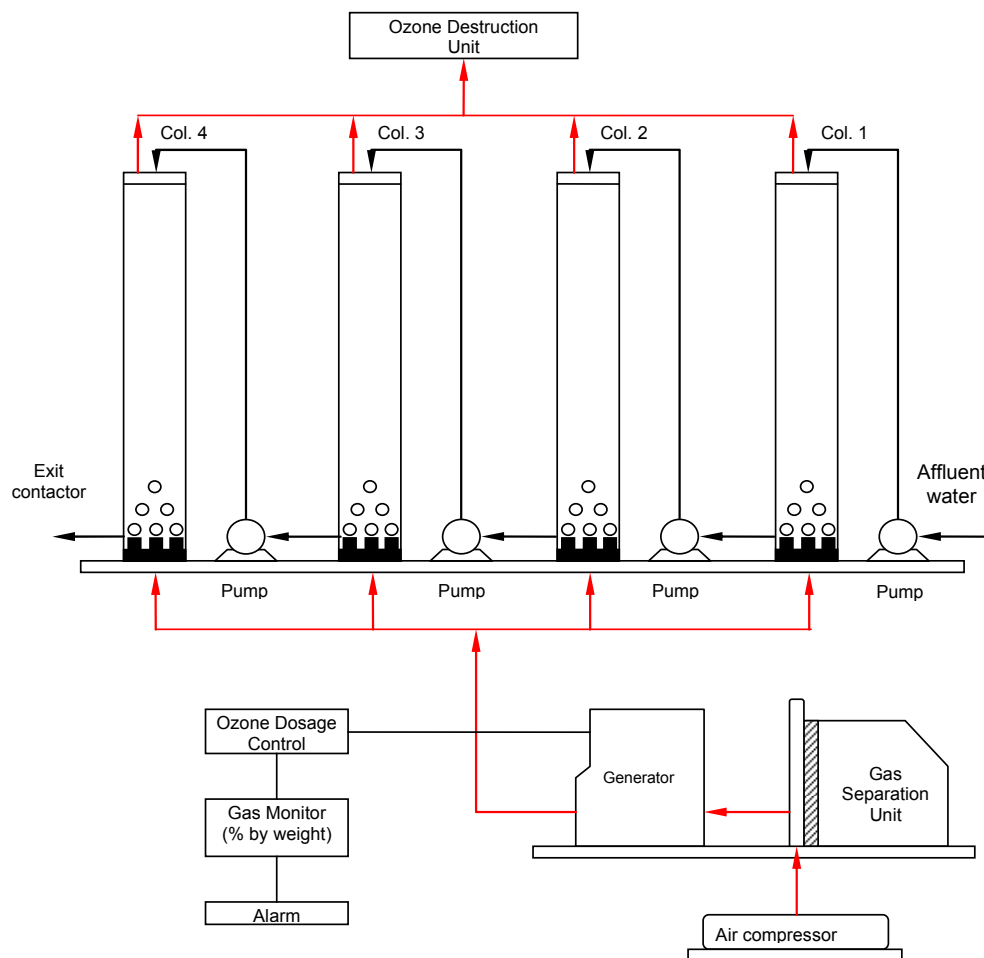 Ozone Destruction
Unit
Col. 4
Col. 3
Col. 2
Col. 1
Exit
contactor
Affluent
water
Pump
Pump
Pump
Pump
Ozone Dosage
Control
Generator
Gas
Separation
Unit
Gas Monitor
(% by weight)
Alarm
Air compressor